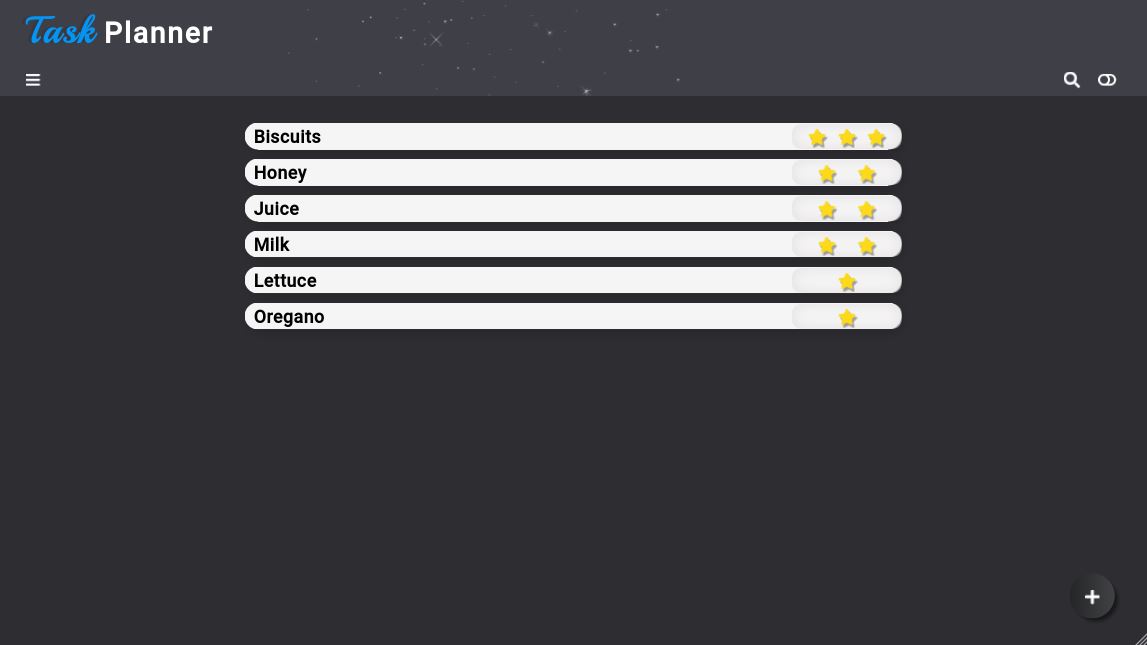 Task Planner
Biscuits
Honey
Juice
Milk
Lettuce
Oregano